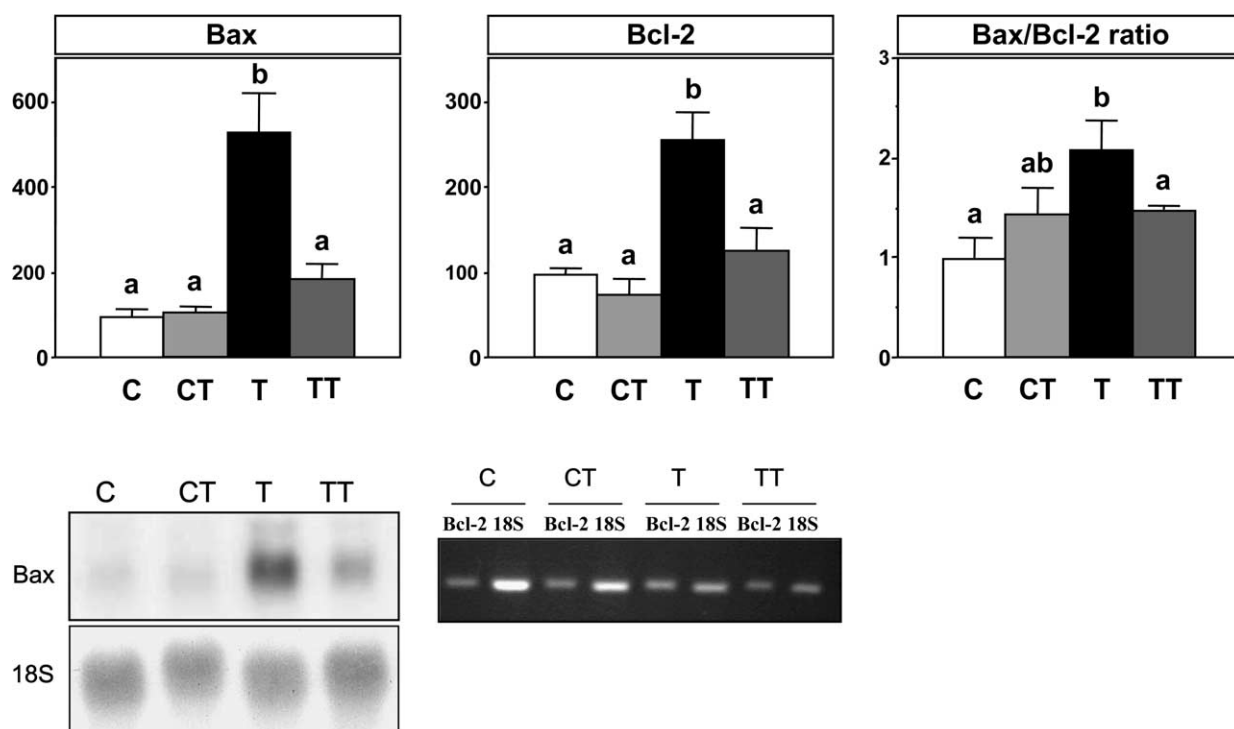 Bax
600
400
200
0
b
a
a
a
C CT T TT
Bcl-2
300
200
100
0
a
a
b
a
C CT T TT
Bax/Bcl-2 ratio
3
2
1
0
a
ab
b
a
C CT T TT
C CT T TT
Bax
18S
C CT T TT
Bcl-2 18S Bcl-2 18S Bcl-2 18S Bcl-2 18S